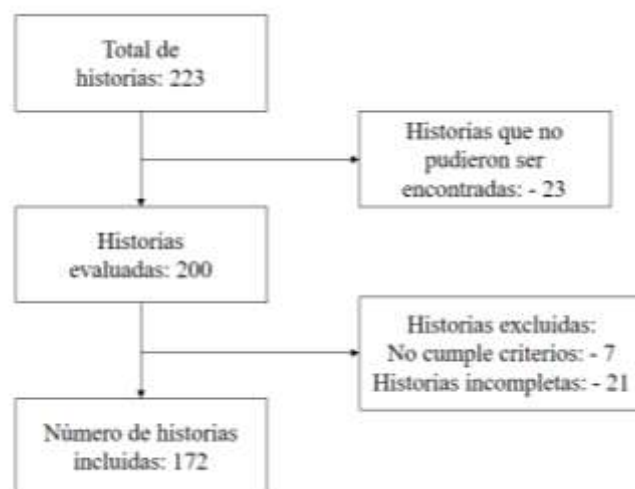 Total de
historias: 223
Historias que no
pudieron ser
encontradas: - 23
Historias
evaluadas: 200
Historias excluidas:
No cumple criterios: - 7
Historias incompletas: - 21
Número de historias
incluidas: 172